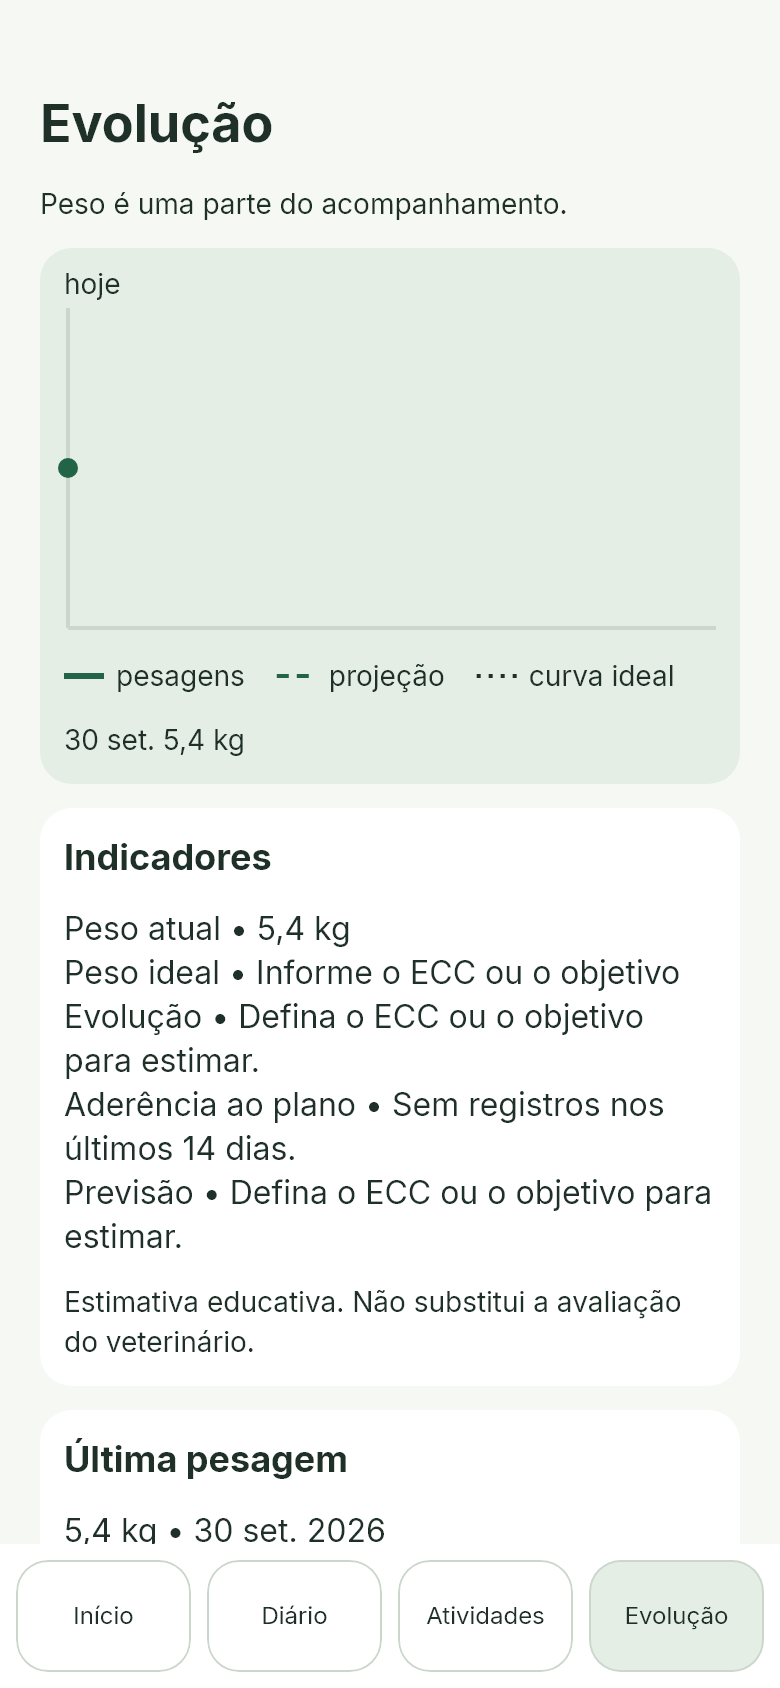 Evolução
Peso é uma parte do acompanhamento.
hoje
pesagens projeção curva ideal
30 set. 5,4 kg
Indicadores
Peso atual • 5,4 kg
Peso ideal • Informe o ECC ou o objetivo
Evolução • Defina o ECC ou o objetivo
para estimar.
Aderência ao plano • Sem registros nos
últimos 14 dias.
Previsão • Defina o ECC ou o objetivo para
estimar.
Estimativa educativa. Não substitui a avaliação
do veterinário.
Última pesagem
5,4 kg • 30 set. 2026
Início Diário Atividades Evolução